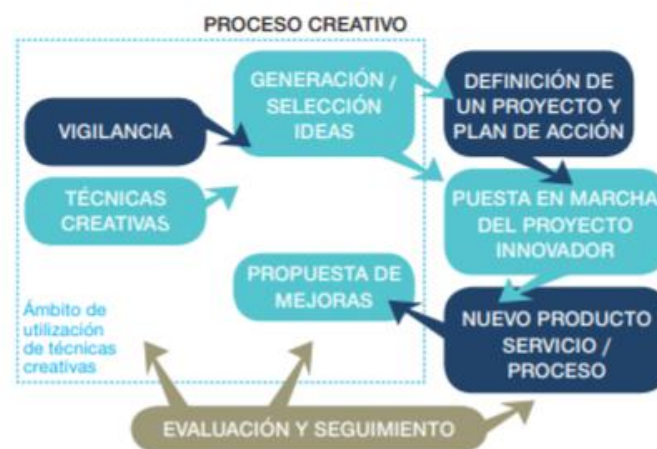 PROCESO CREATIVO
GENERACIÓN /
SELECCIÓN
IDEAS
DEFINICIÓN DE
UN PROYECTO Y
PLAN DE ACCIÓN
VIGILANCIA
TÉCNICAS
CREATIVAS
PUESTA EN MARCHA
DEL PROYECTO
INNOVADOR
PROPUESTA DE
MEJORAS
Ámbito de
utilización
de técnicas
creativas
NUEVO PRODUCTO
SERVICIO /
PROCESO
EVALUACIÓN Y SEGUIMIENTO